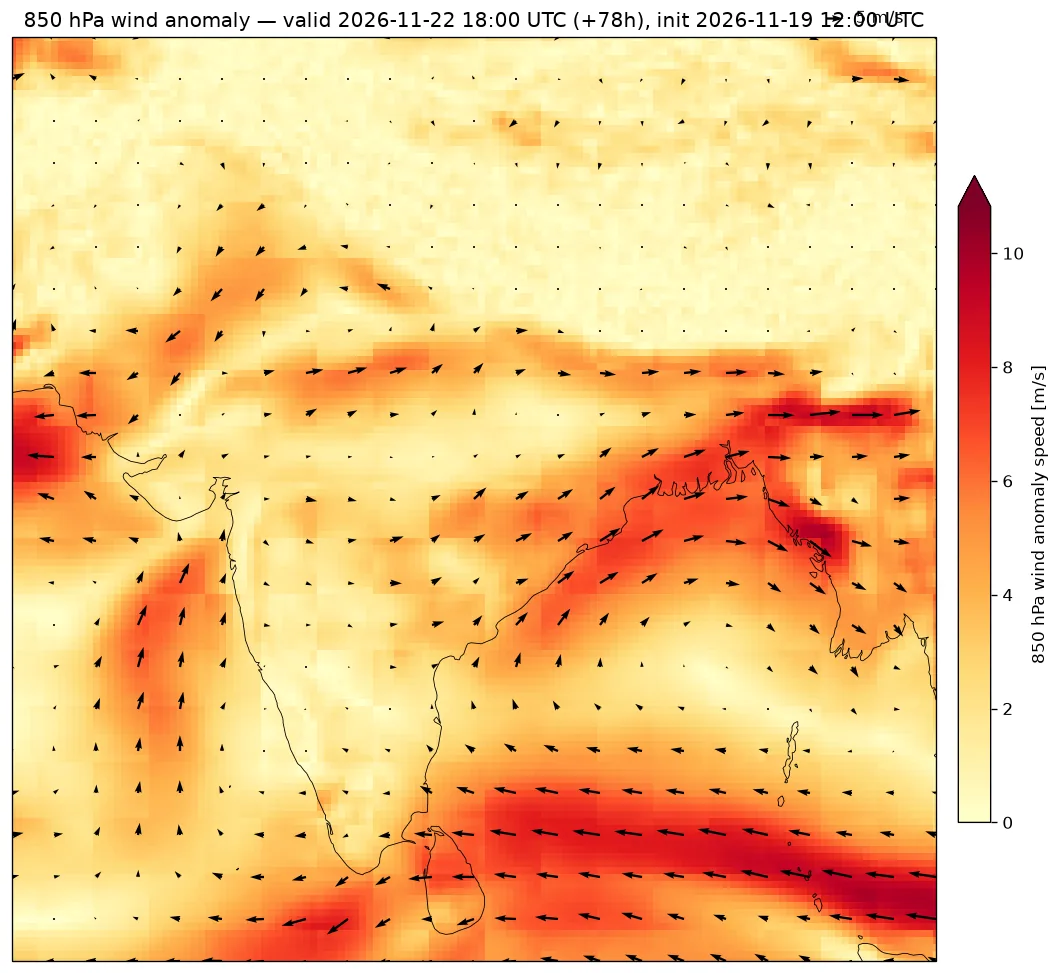 850 hPa wind anomaly — valid 2026-11-22 18:00 UTC (+78h), init 2026-11-19 12:00 UTC
5 m/s
10
8
6
4
2
0
850 hPa wind anomaly speed [m/s]